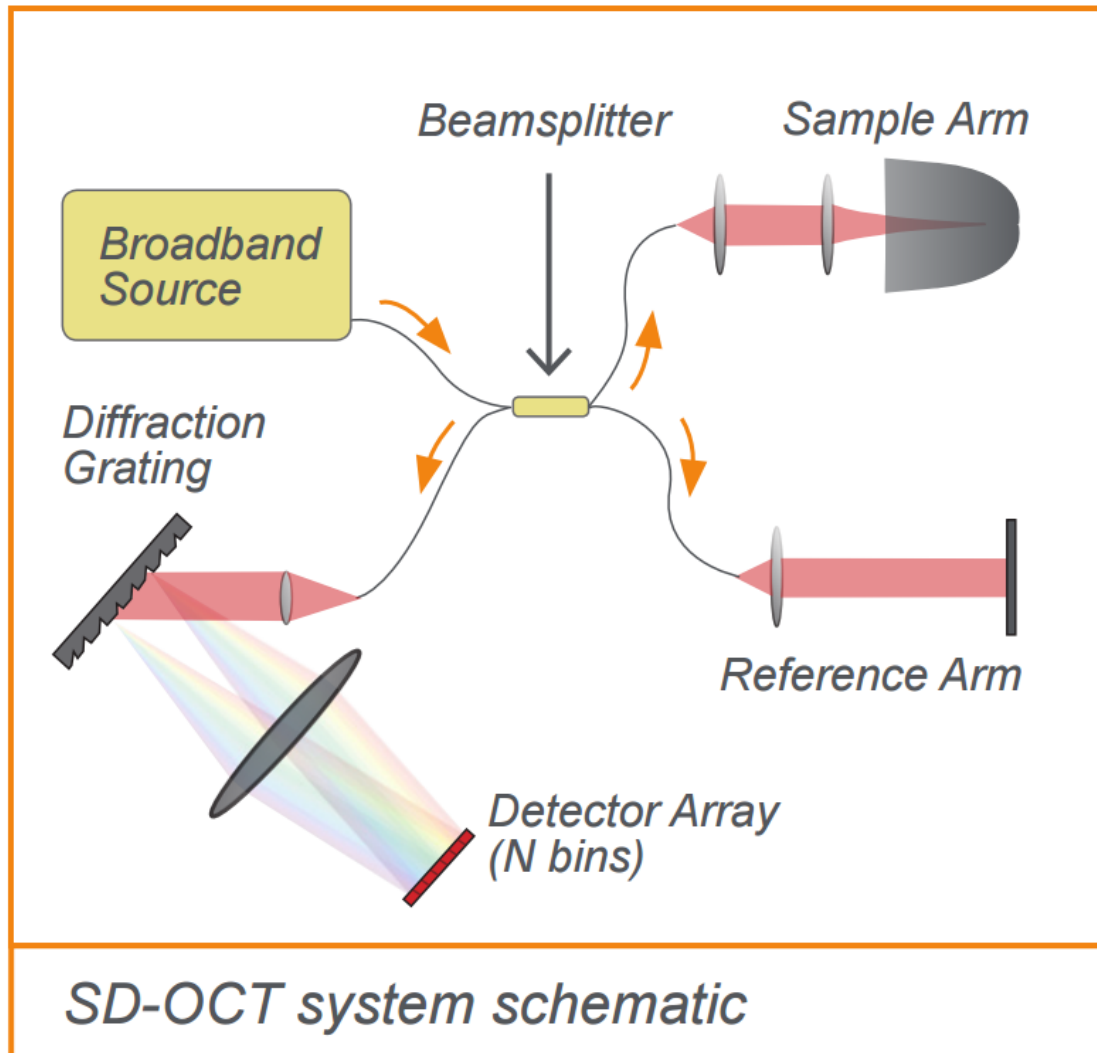 Beamsplitter
Sample Arm
Broadband
Source
Diffraction
Grating
Reference Arm
Detector Array
(N bins)
SD-OCT system schematic